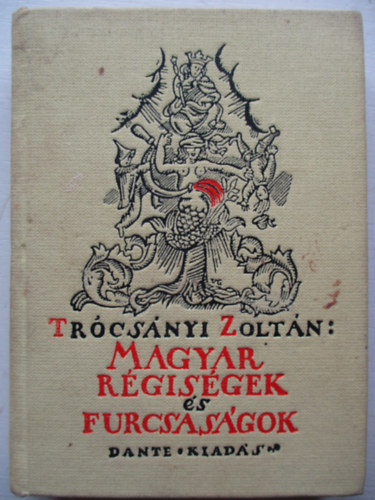 TRÓCSÁNYI ZOLTÁN:
MAGYAR
RÉGISÉGEK
és
FURCSASÁGOK
DANTE•KIADÁS